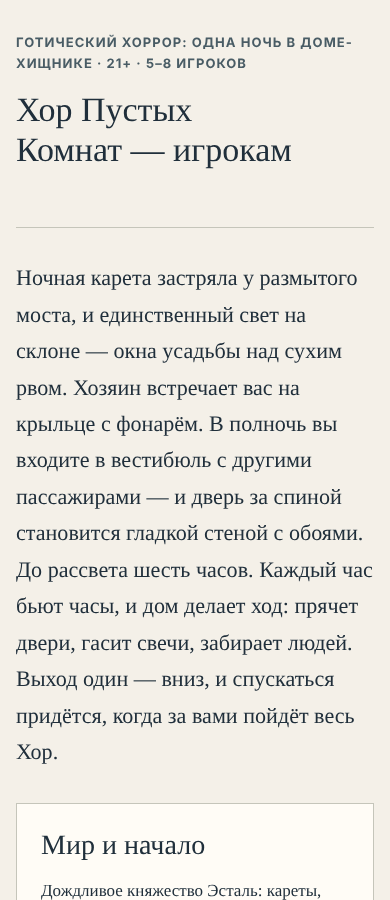 ГОТИЧЕСКИЙ ХОРРОР: ОДНА НОЧЬ В ДОМЕ-
ХИЩНИКЕ · 21+ · 5–8 ИГРОКОВ
Хор Пустых
Комнат — игрокам
Ночная карета застряла у размытого
моста, и единственный свет на
склоне — окна усадьбы над сухим
рвом. Хозяин встречает вас на
крыльце с фонарём. В полночь вы
входите в вестибюль с другими
пассажирами — и дверь за спиной
становится гладкой стеной с обоями.
До рассвета шесть часов. Каждый час
бьют часы, и дом делает ход: прячет
двери, гасит свечи, забирает людей.
Выход один — вниз, и спускаться
придётся, когда за вами пойдёт весь
Хор.
Мир и начало
Дождливое княжество Эсталь: кареты,